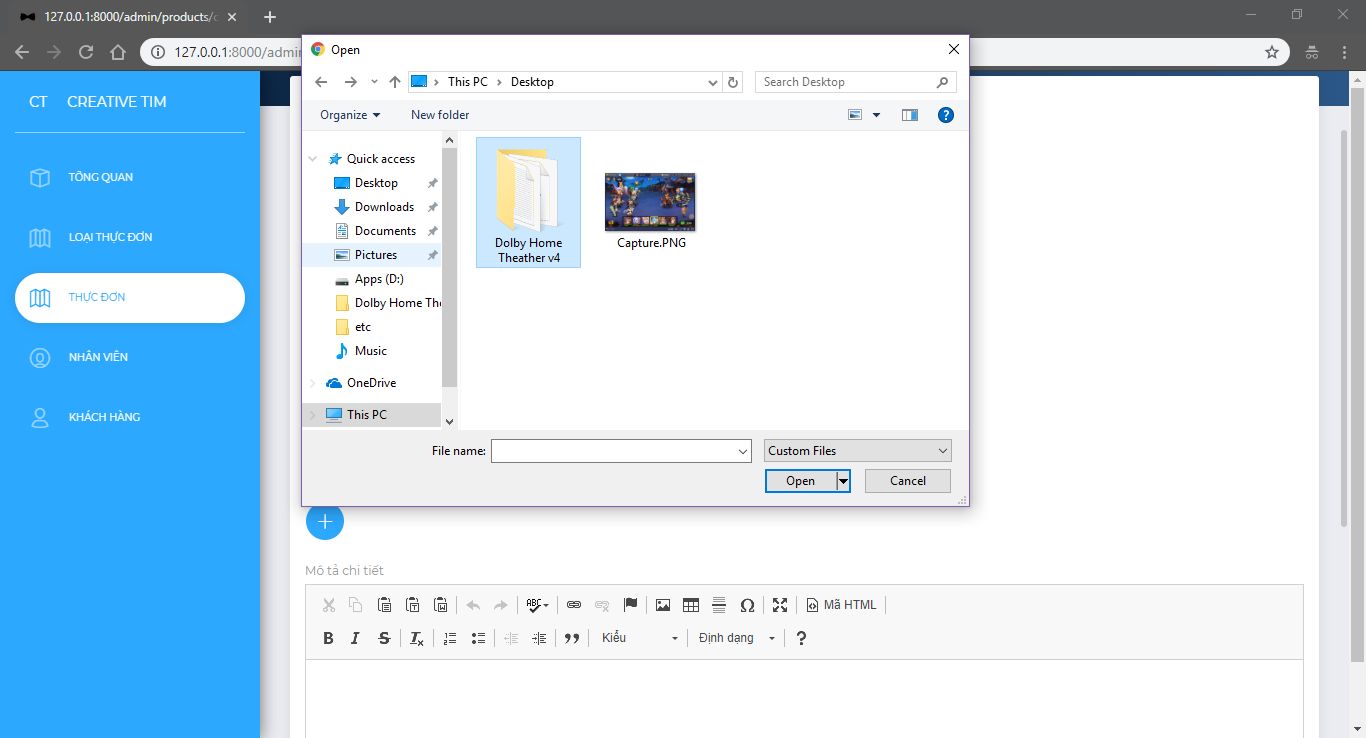 127.0.0.1:8000/admin/products/c
127.0.0.1:8000/admin
CT CREATIVE TIM
TỔNG QUAN
LOẠI THỰC ĐƠN
THỰC ĐƠN
NHÂN VIÊN
KHÁCH HÀNG
Open
This PC
Desktop
Search Desktop
Organize
New folder
Quick access
Desktop
Downloads
Documents
Pictures
Apps (D:)
Dolby Home The
etc
Music
OneDrive
This PC
Dolby Home
Theather v4
Capture.PNG
File name:
Custom Files
Open
Cancel
Mô tả chi tiết
ABC
Mã HTML
B I S Tx
Kiểu
Định dạng
?